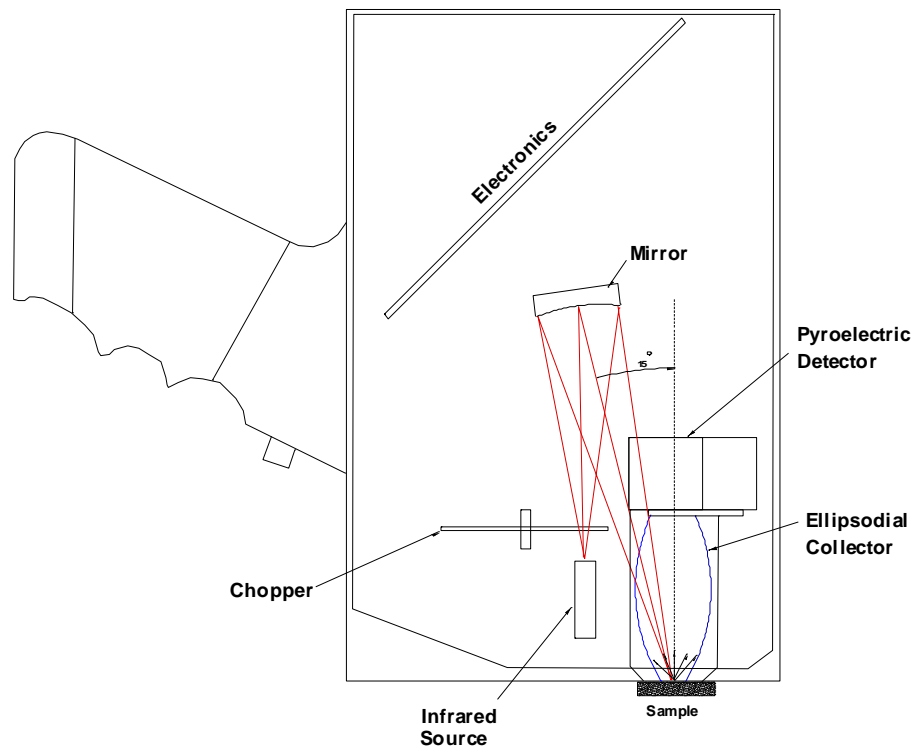 Electronics
Mirror
15°
Pyroelectric
Detector
Ellipsodial
Collector
Chopper
Infrared
Source
Sample